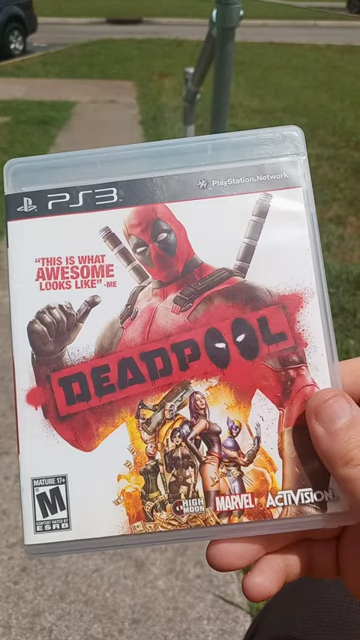 PS3
PlayStation Network
"THIS IS WHAT
AWESOME
LOOKS LIKE" -ME
DEADPOOL
MATURE 17+
M
CONTENT RATED BY
ESRB
HIGH
MOON
MARVEL
ACTIVISION